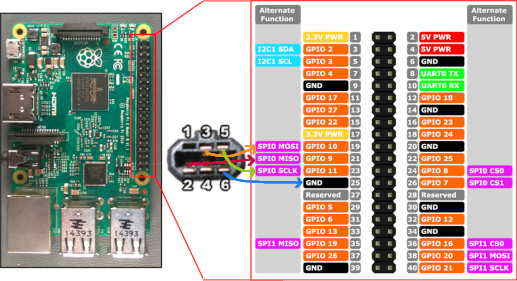 Alternate Function
Alternate Function
3.3V PWR 1 2 5V PWR
I2C1 SDA GPIO 2 3 4 5V PWR
I2C1 SCL GPIO 3 5 6 GND
GPIO 4 7 8 UART0 TX
GND 9 10 UART0 RX
GPIO 17 11 12 GPIO 18
GPIO 27 13 14 GND
GPIO 22 15 16 GPIO 23
3.3V PWR 17 18 GPIO 24
SPI0 MOSI GPIO 10 19 20 GND
SPI0 MISO GPIO 9 21 22 GPIO 25
SPI0 SCLK GPIO 11 23 24 GPIO 8 SPI0 CS0
GND 25 26 GPIO 7 SPI0 CS1
Reserved 27 28 Reserved
GPIO 5 29 30 GND
GPIO 6 31 32 GPIO 12
GPIO 13 33 34 GND
SPI1 MISO GPIO 19 35 36 GPIO 16 SPI1 CS0
GPIO 26 37 38 GPIO 20 SPI1 MOSI
GND 39 40 GPIO 21 SPI1 SCLK
1 3 5
2 4 6
HDMI
14393
14393